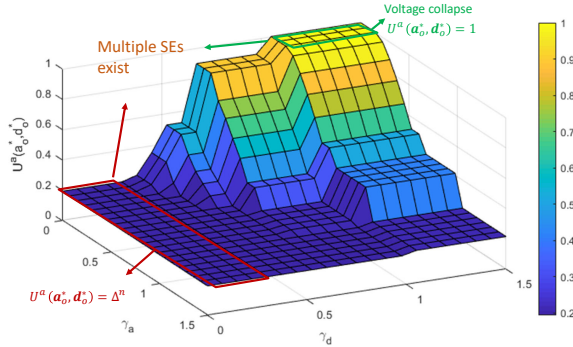 Voltage collapse
U^a(a_o^*, d_o^*) = 1
Multiple SEs
exist
U^a(a_o^*,d_o^*)
1
0.8
0.6
0.4
0.2
0
0
0.5
1
1.5
γ_a
0
0.5
1
1.5
γ_d
U^a(a_o^*, d_o^*) = Δ^n
1
0.9
0.8
0.7
0.6
0.5
0.4
0.3
0.2